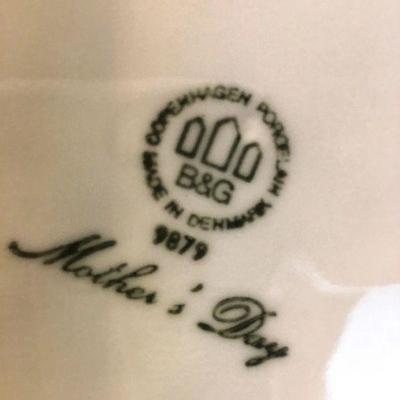 COPENHAGEN PORCELAIN
B&G
MADE IN DENMARK
9879
Mother's Day